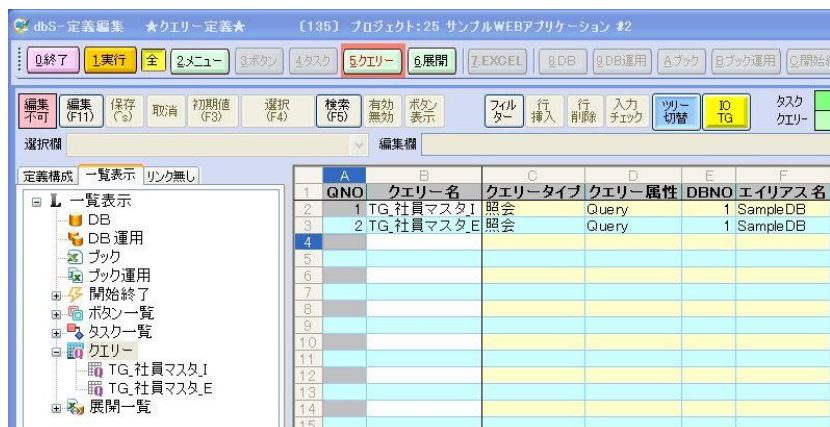 dbS-定義編集 ★クリエリー定義★ (135) プロジェクト:25 サンプルWEBアプリケーション #2
0終了 1実行 全 2メニュー 3ボタン 4タスク 5クエリー 6展開 7.EXCEL 8.DB 9.DB運用 Aブック Bブック運用 C開始
編集不可 編集(F11) 保存(^s) 取消 初期値(F3) 選択(F4) 検索(F5) 有効無効 ボタン表示 フィルター 行挿入 行削除 入力チェック ツリー切替 IO TG タスク クエリー
選択欄 編集欄
定義構成 一覧表示 リンク無し
A B C D E F
1 QNO クエリー名 クエリータイプ クエリー属性 DBNO エイリアス名
2 1 TG_社員マスタ_I 照会 Query 1 SampleDB
3 2 TG_社員マスタ_E 照会 Query 1 SampleDB
4
5
6
7
8
9
10
11
12
13
14
15
L 一覧表示
DB
DB運用
ブック
ブック運用
開始終了
ボタン一覧
タスク一覧
クエリー
TG_社員マスタ_I
TG_社員マスタ_E
展開一覧